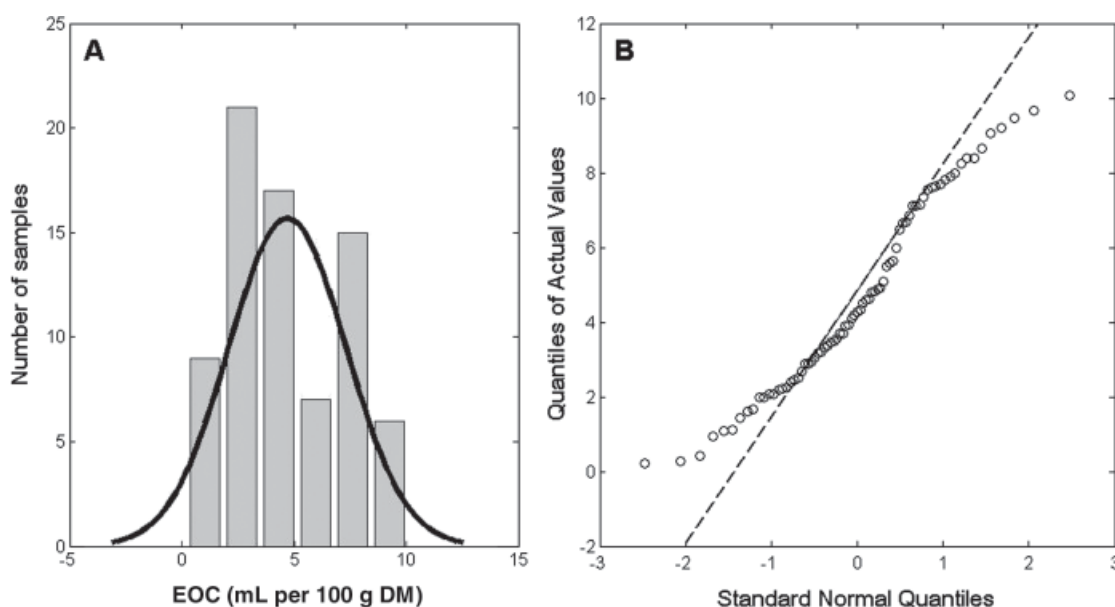 A
Number of samples
25
20
15
10
5
0
-5 0 5 10 15
EOC (mL per 100 g DM)
B
Quantiles of Actual Values
12
10
8
6
4
2
0
-2
-3 -2 -1 0 1 2 3
Standard Normal Quantiles